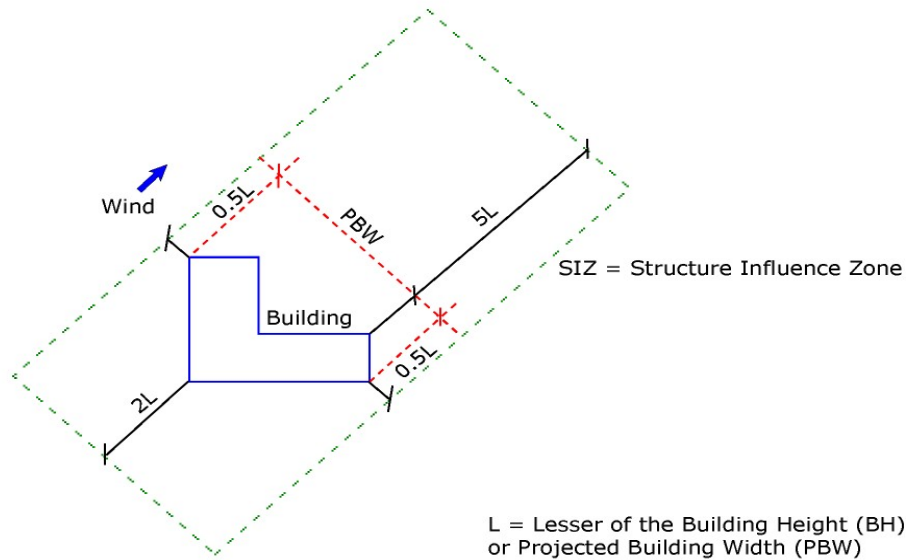 Wind
0.5L
PBW
5L
SIZ = Structure Influence Zone
Building
0.5L
2L
L = Lesser of the Building Height (BH)
or Projected Building Width (PBW)